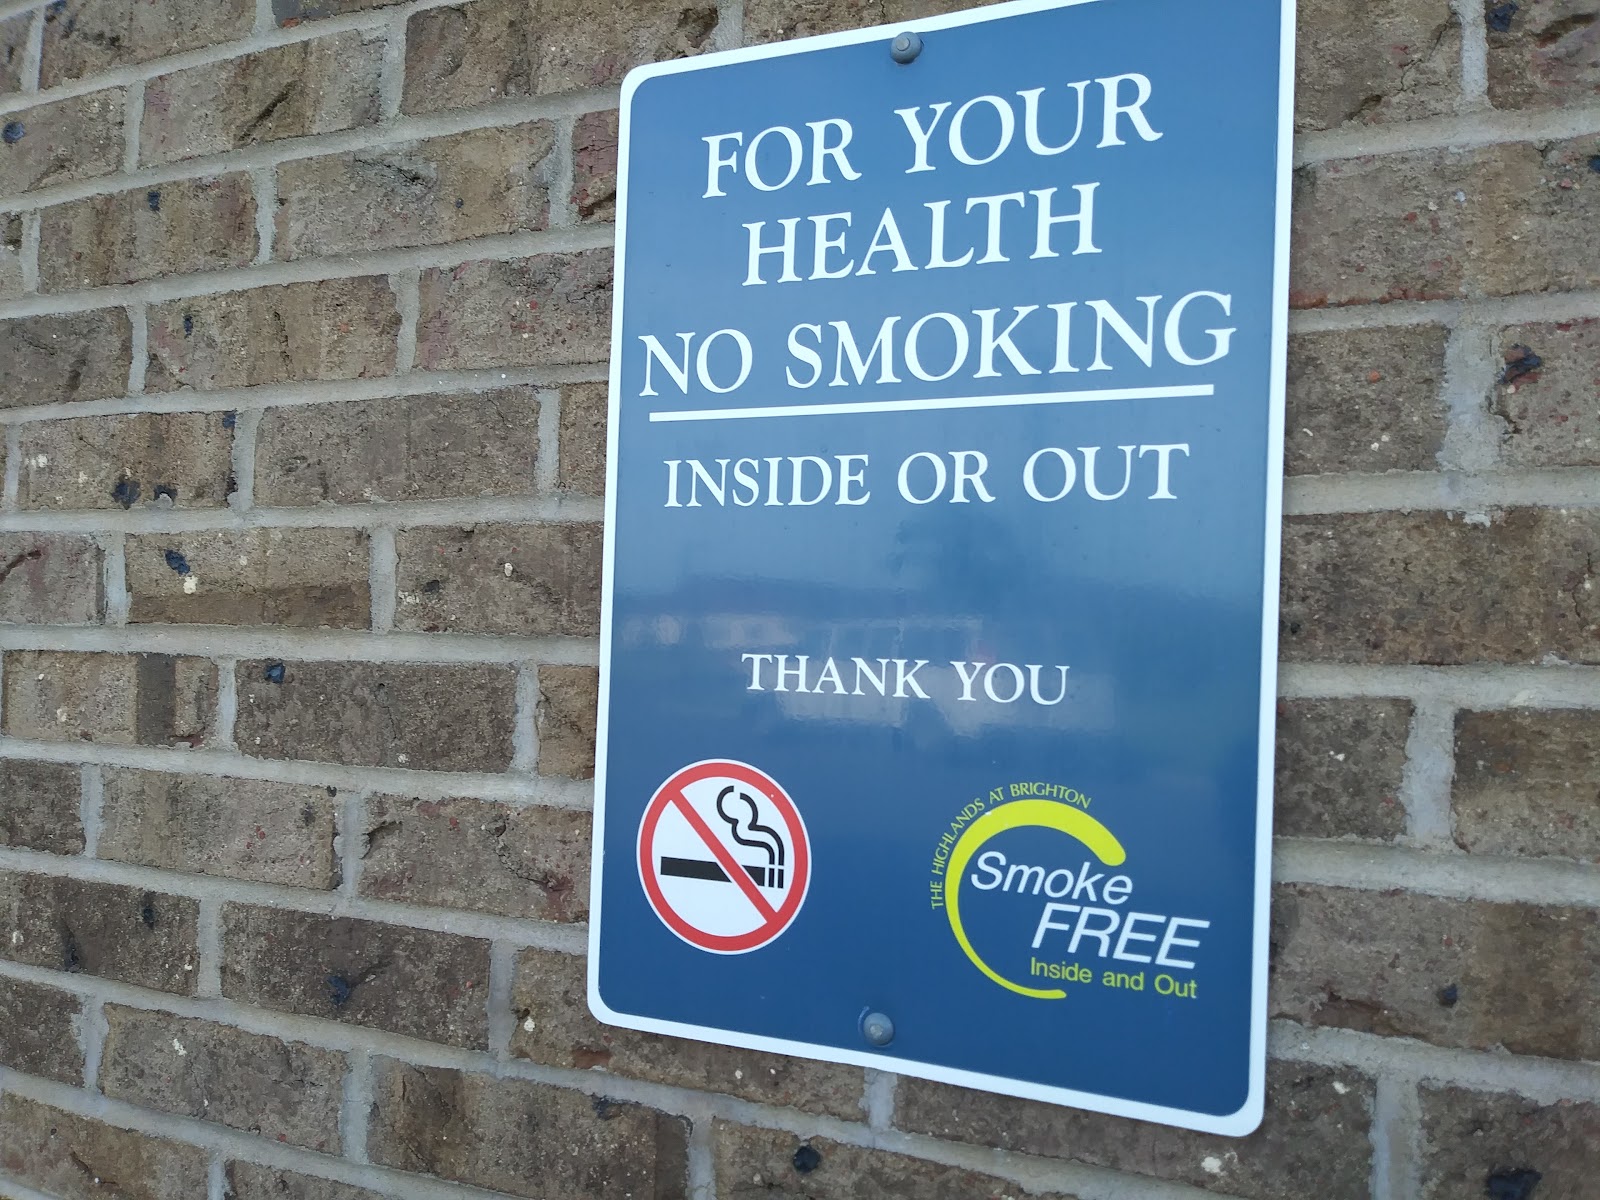 FOR YOUR
HEALTH
NO SMOKING
INSIDE OR OUT
THANK YOU
THE HIGHLANDS AT BRIGHTON
Smoke
FREE
Inside and Out